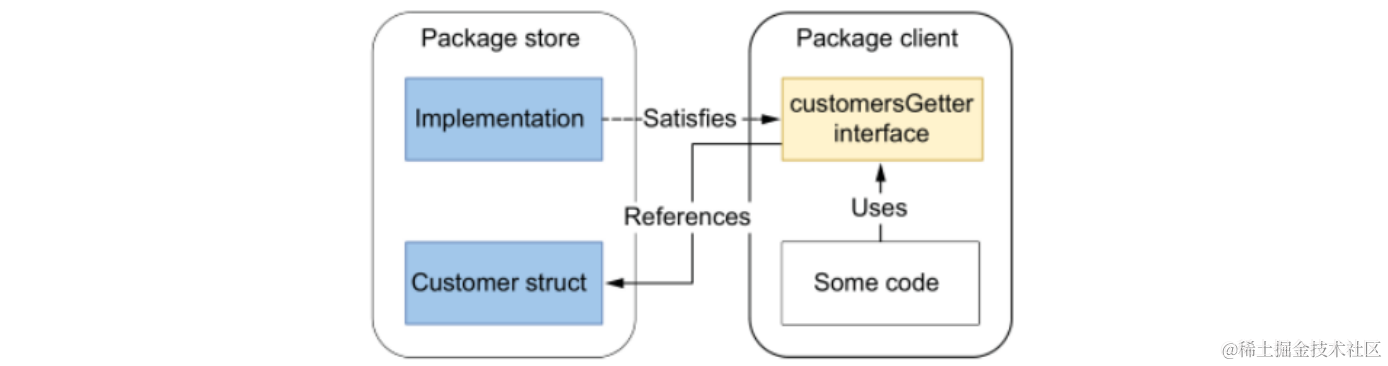 Package store
Package client
Implementation
Satisfies
customersGetter
interface
References
Uses
Customer struct
Some code
@稀土掘金技术社区